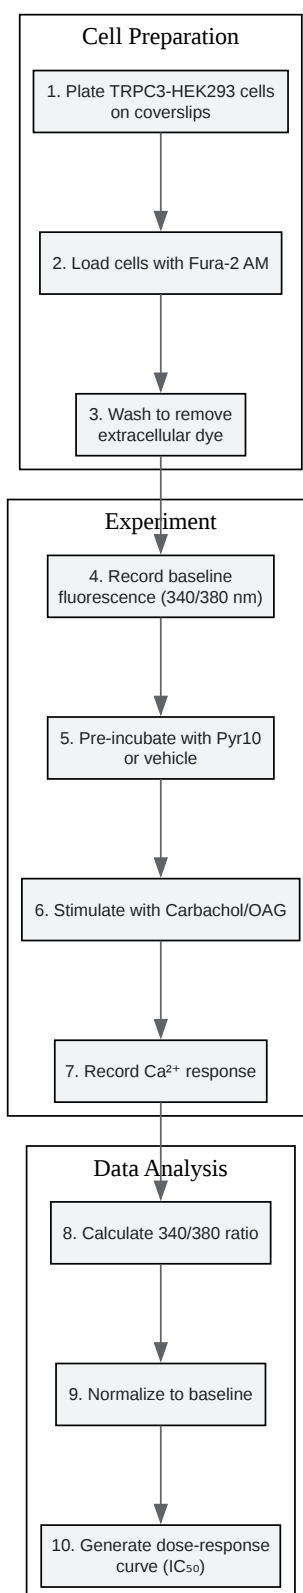 Cell Preparation
1. Plate TRPC3-HEK293 cells
on coverslips
2. Load cells with Fura-2 AM
3. Wash to remove
extracellular dye
Experiment
4. Record baseline
fluorescence (340/380 nm)
5. Pre-incubate with Pyr10
or vehicle
6. Stimulate with Carbachol/OAG
7. Record Ca²⁺ response
Data Analysis
8. Calculate 340/380 ratio
9. Normalize to baseline
10. Generate dose-response
curve (IC₅₀)